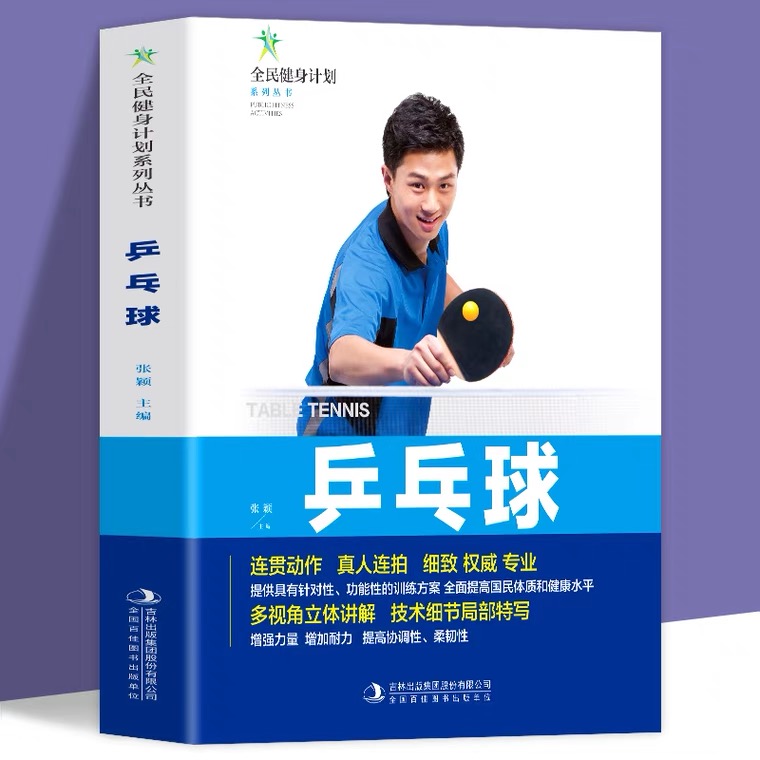 全民健身计划系列丛书
乒乓球
张颖 主编
吉林出版集团股份有限公司
全国百佳图书出版单位
全民健身计划
系列丛书
PUBLIC FITNESS
ACTIVITIES
TABLE TENNIS
张颖
主编
乒乓球
连贯动作 真人连拍 细致 权威 专业
提供具有针对性、功能性的训练方案 全面提高国民体质和健康水平
多视角立体讲解 技术细节局部特写
增强力量 增加耐力 提高协调性、柔韧性
吉林出版集团股份有限公司
全国百佳图书出版单位